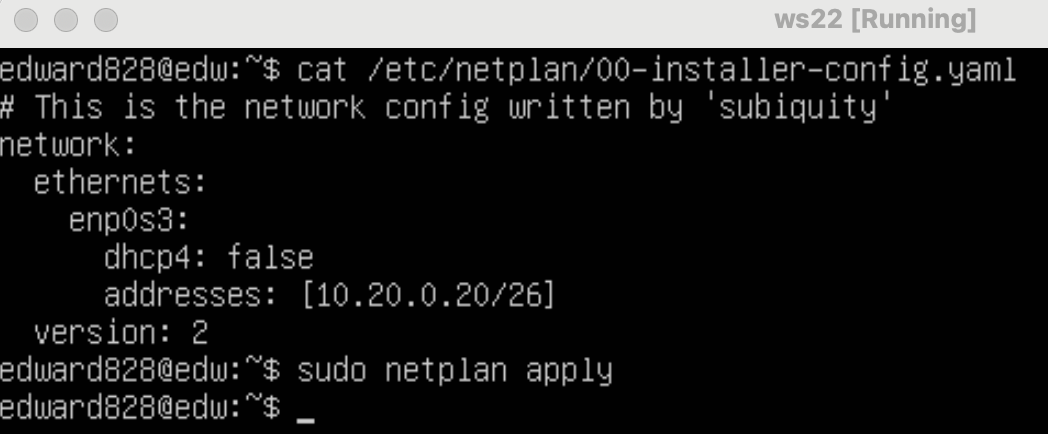 ws22 [Running]
edward828@edw:~$ cat /etc/netplan/00-installer-config.yaml
# This is the network config written by 'subiquity'
network:
  ethernets:
    enp0s3:
      dhcp4: false
      addresses: [10.20.0.20/26]
  version: 2
edward828@edw:~$ sudo netplan apply
edward828@edw:~$ _